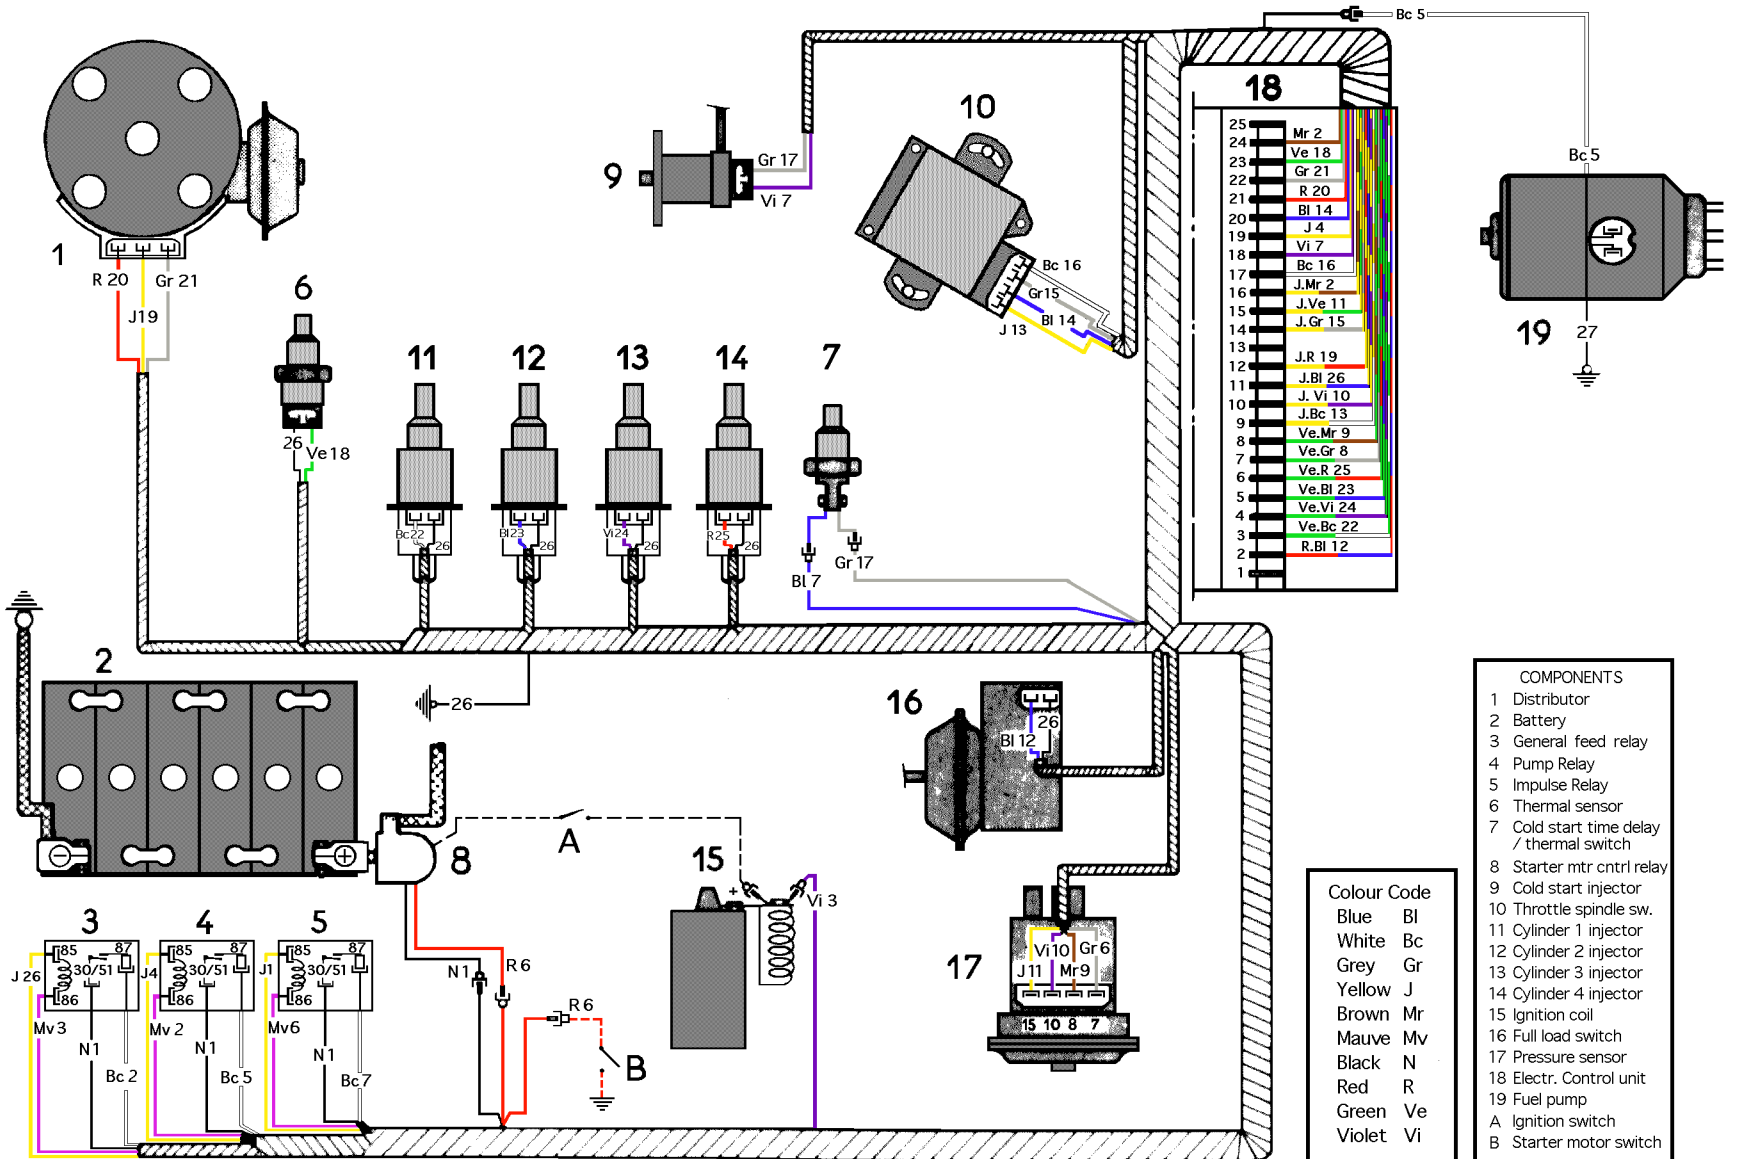 Bc 5
1
R 20
Gr 21
J19
6
26
Ve18
9
Gr 17
Vi 7
10
Bc 16
Gr15
Bl 14
J 13
18
25
24 Mr 2
23 Ve 18
22 Gr 21
21 R 20
20 Bl 14
19 J 4
18 Vi 7
17 Bc 16
16 J.Mr 2
15 J.Ve 11
14 J.Gr 15
13
12 J.R 19
11 J.Bl 26
10 J. Vi 10
9 J.Bc 13
8 Ve.Mr 9
7 Ve.Gr 8
6 Ve.R 25
5 Ve.Bl 23
4 Ve.Vi 24
3 Ve.Bc 22
2 R.Bl 12
1
Bc 5
19
27
11
Bc22
26
12
Bl23
26
13
Vi24
26
14
R25
26
7
Bl 7
Gr 17
2
26
8
A
15
+
Vi 3
16
26
Bl 12
17
Vi 10
Gr 6
J 11
Mr9
15 10 8 7
3
85
87
30/51
86
J 26
Mv 3
N 1
Bc 2
4
85
87
30/51
86
J4
Mv 2
N 1
Bc 5
5
85
87
30/51
86
J1
Mv6
N 1
Bc 7
N 1
R 6
R 6
B
Colour Code
Blue Bl
White Bc
Grey Gr
Yellow J
Brown Mr
Mauve Mv
Black N
Red R
Green Ve
Violet Vi
COMPONENTS
1 Distributor
2 Battery
3 General feed relay
4 Pump Relay
5 Impulse Relay
6 Thermal sensor
7 Cold start time delay
/ thermal switch
8 Starter mtr cntrl relay
9 Cold start injector
10 Throttle spindle sw.
11 Cylinder 1 injector
12 Cylinder 2 injector
13 Cylinder 3 injector
14 Cylinder 4 injector
15 Ignition coil
16 Full load switch
17 Pressure sensor
18 Electr. Control unit
19 Fuel pump
A Ignition switch
B Starter motor switch